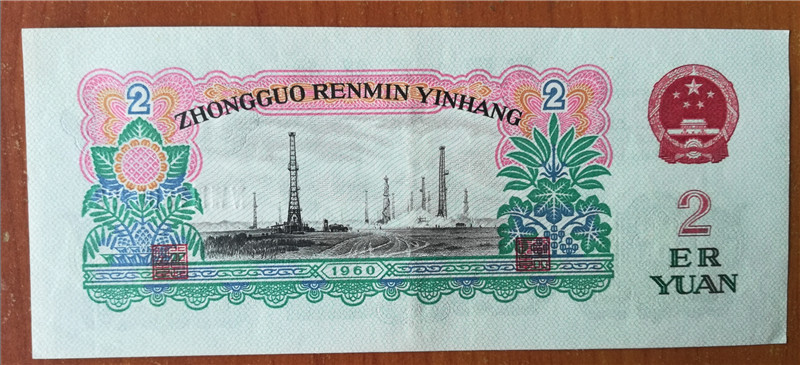 2
2
ZHONGGUO RENMIN YINHANG
1960
2
ER
YUAN